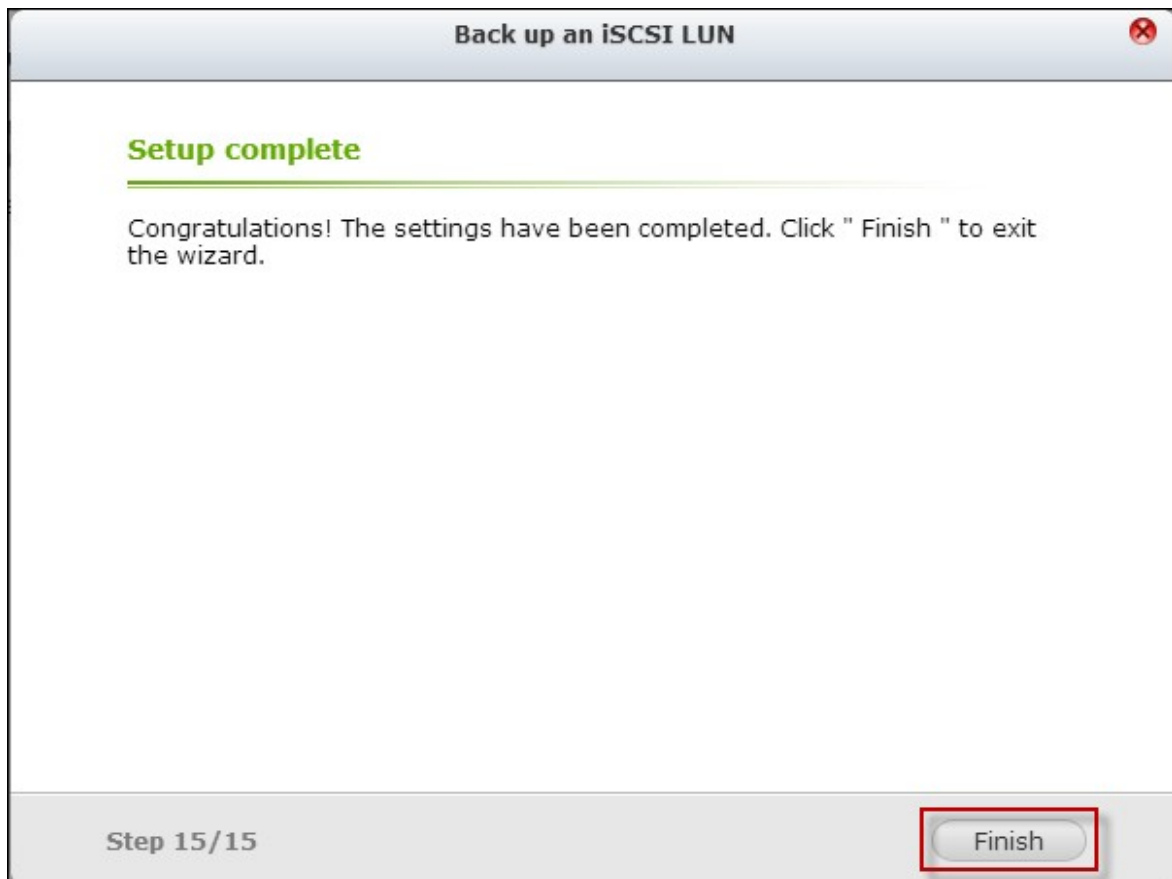 Back up an iSCSI LUN
Setup complete
Congratulations! The settings have been completed. Click " Finish " to exit
the wizard.
Step 15/15
Finish